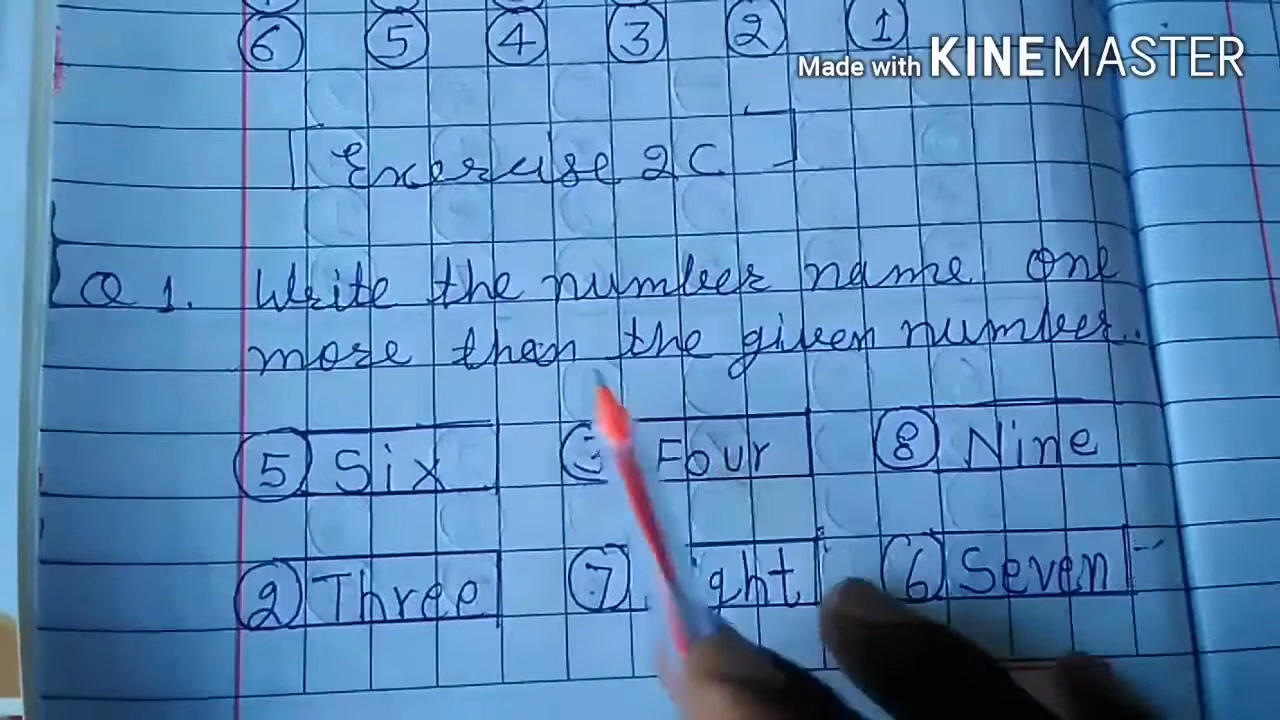 6 5 4 3 2 1
Made with KINEMASTER
Exercise 2C
Q 1. Write the number name one
more than the given number.
5 Six Four 8 Nine
2 Three 7 ght 6 Seven